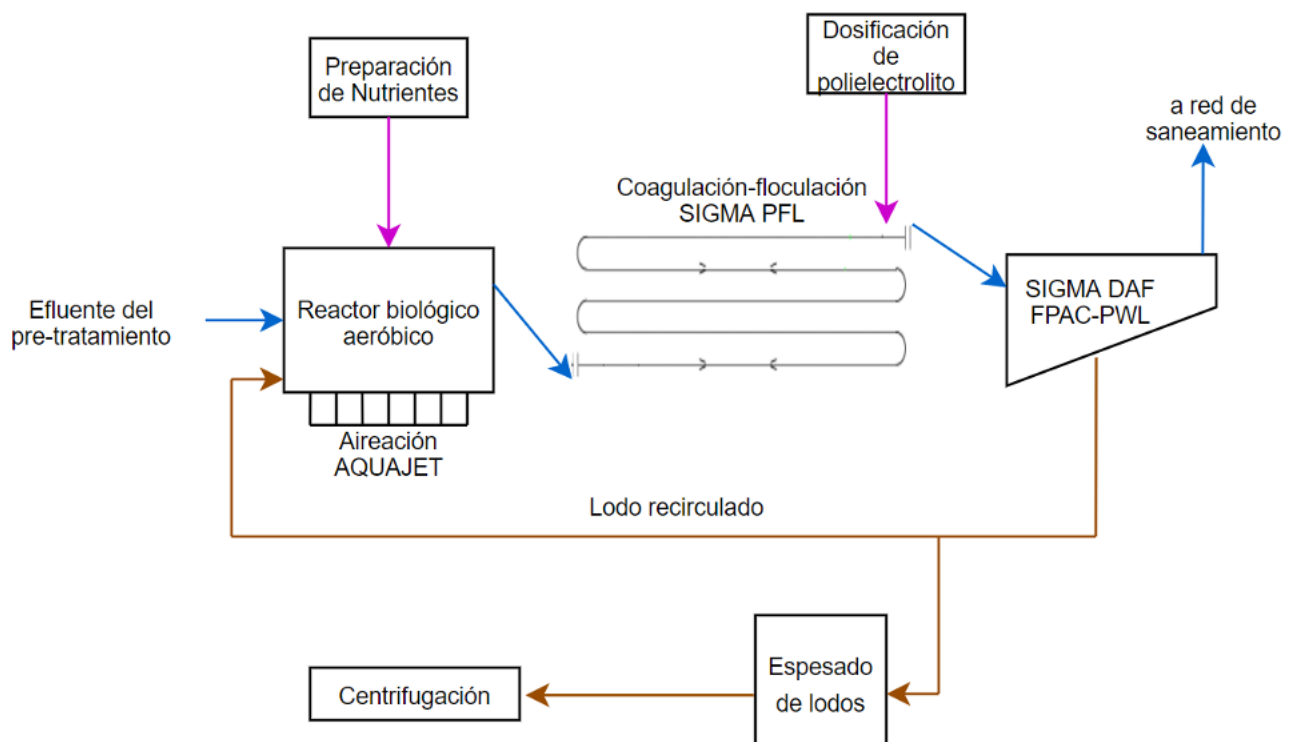 Preparación
de Nutrientes
Dosificación
de
polielectrolito
a red de
saneamiento
Coagulación-floculación
SIGMA PFL
Efluente del
pre-tratamiento
Reactor biológico
aeróbico
SIGMA DAF
FPAC-PWL
Aireación
AQUAJET
Lodo recirculado
Centrifugación
Espesado
de lodos